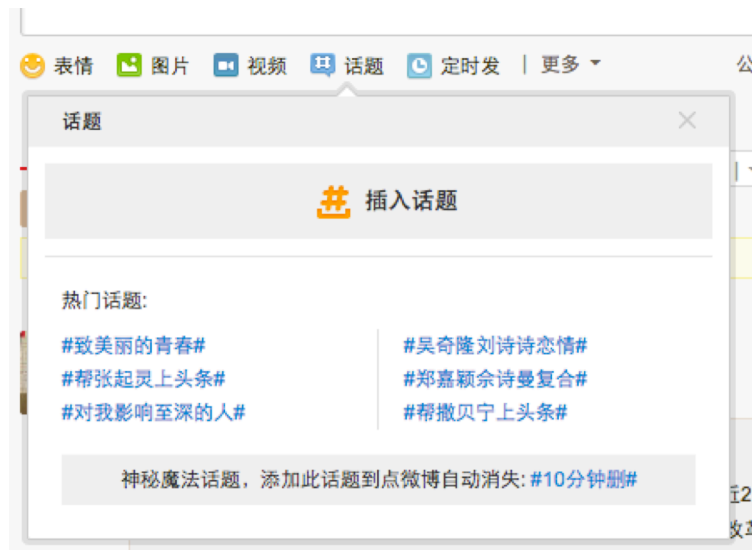 表情 图片 视频 话题 定时发 | 更多 公
话题
插入话题
热门话题:
#致美丽的青春# #吴奇隆刘诗诗恋情#
#帮张起灵上头条# #郑嘉颖佘诗曼复合#
#对我影响至深的人# #帮撒贝宁上头条#
神秘魔法话题，添加此话题到点微博自动消失: #10分钟删#
近2
改革